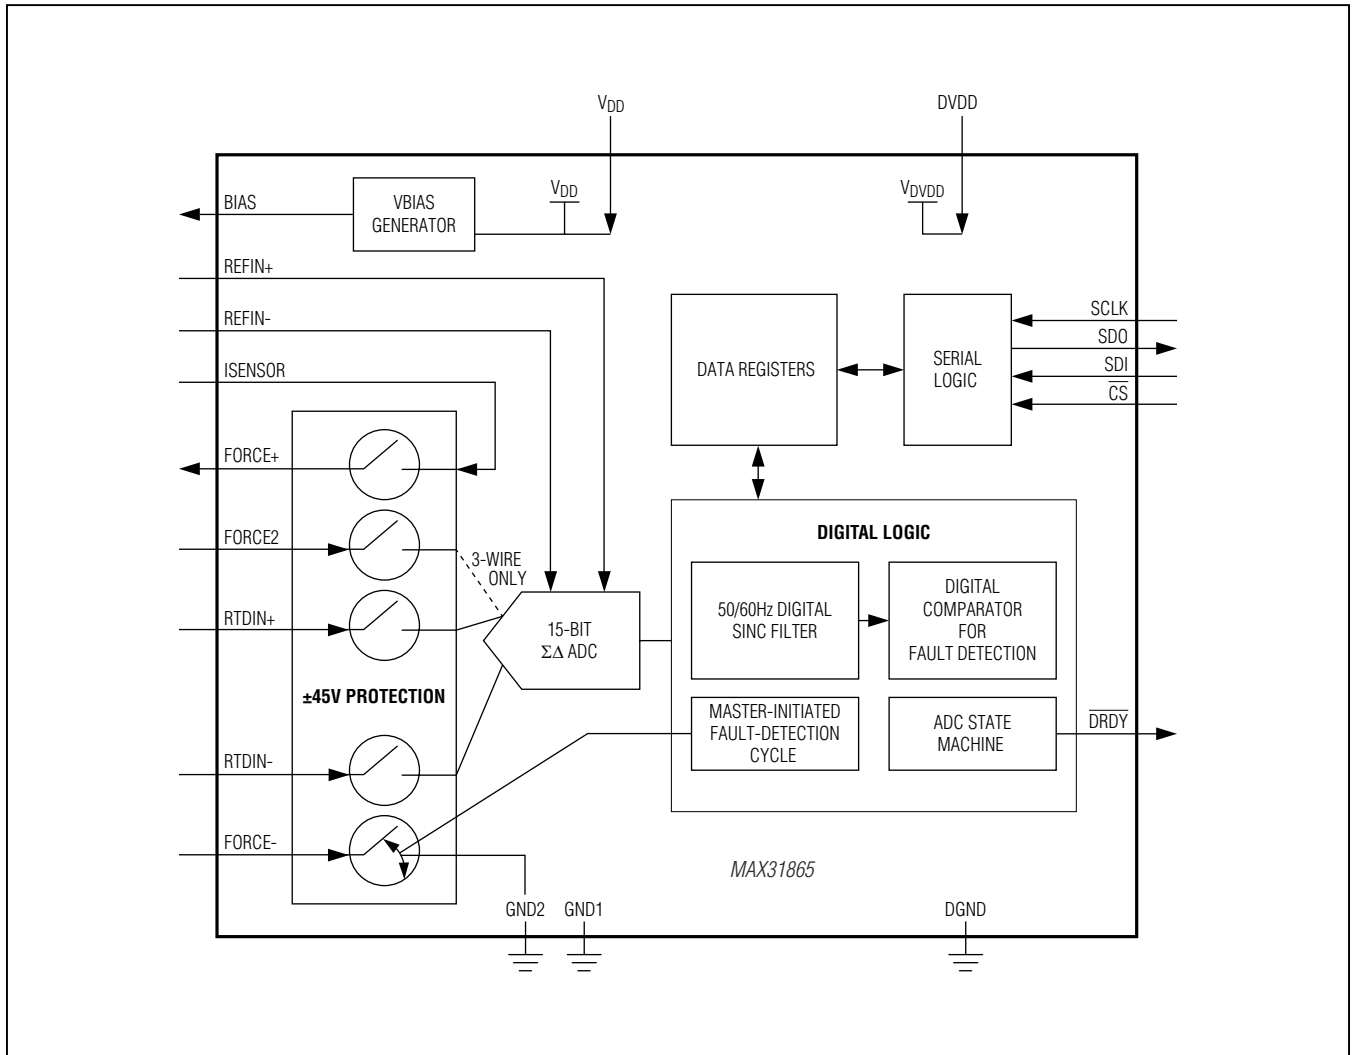 VDD
DVDD
BIAS
VBIAS
GENERATOR
VDD
VDVDD
REFIN+
REFIN-
ISENSOR
DATA REGISTERS
SERIAL
LOGIC
SCLK
SDO
SDI
CS
FORCE+
FORCE2
3-WIRE
ONLY
RTDIN+
15-BIT
ΣΔ ADC
±45V PROTECTION
RTDIN-
FORCE-
DIGITAL LOGIC
50/60Hz DIGITAL
SINC FILTER
DIGITAL
COMPARATOR
FOR
FAULT DETECTION
MASTER-INITIATED
FAULT-DETECTION
CYCLE
ADC STATE
MACHINE
DRDY
MAX31865
GND2
GND1
DGND